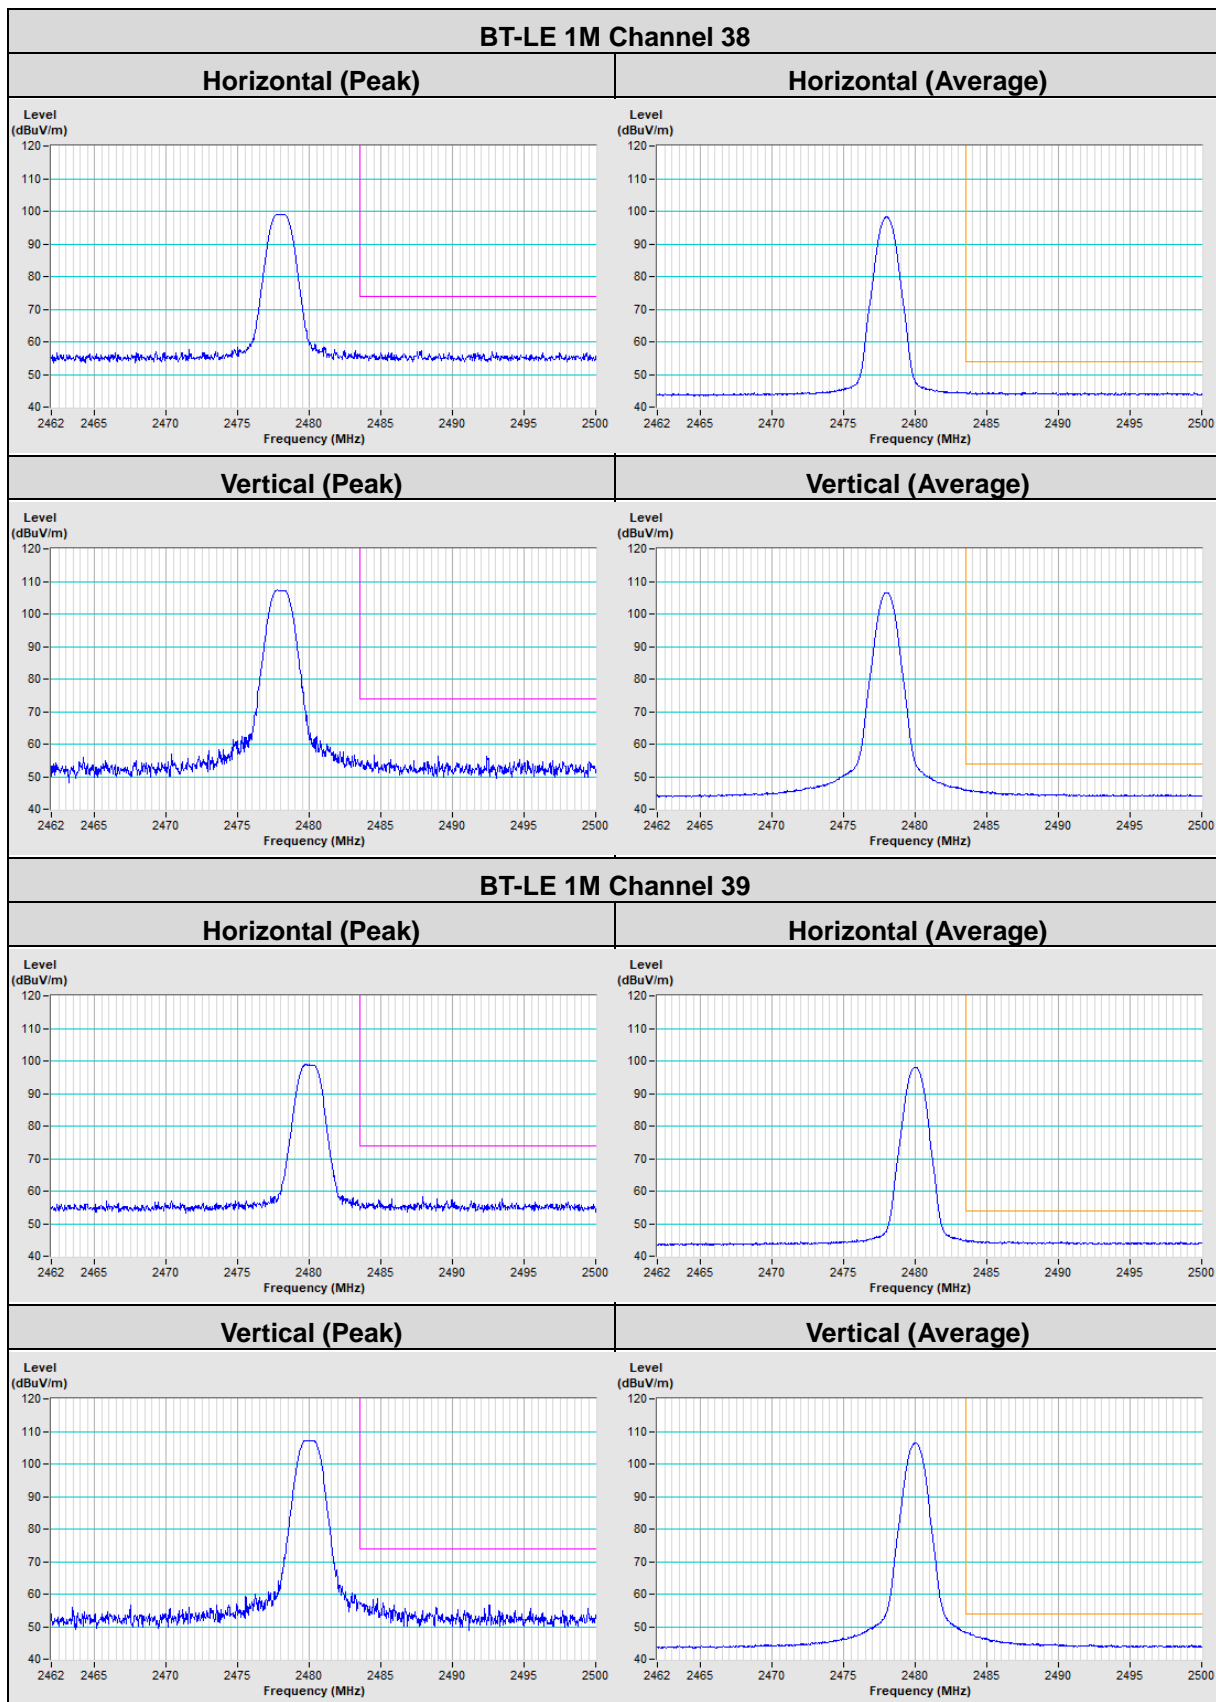 BT-LE 1M Channel 38
Horizontal (Peak) Horizontal (Average)
Level Level
(dBuV/m) (dBuV/m)
120 120
110 110
100 100
90 90
80 80
70 70
60 60
50 50
40 40
2462 2465 2470 2475 2480 2485 2490 2495 2500 2462 2465 2470 2475 2480 2485 2490 2495 2500
Frequency (MHz) Frequency (MHz)
Vertical (Peak) Vertical (Average)
Level Level
(dBuV/m) (dBuV/m)
120 120
110 110
100 100
90 90
80 80
70 70
60 60
50 50
40 40
2462 2465 2470 2475 2480 2485 2490 2495 2500 2462 2465 2470 2475 2480 2485 2490 2495 2500
Frequency (MHz) Frequency (MHz)
BT-LE 1M Channel 39
Horizontal (Peak) Horizontal (Average)
Level Level
(dBuV/m) (dBuV/m)
120 120
110 110
100 100
90 90
80 80
70 70
60 60
50 50
40 40
2462 2465 2470 2475 2480 2485 2490 2495 2500 2462 2465 2470 2475 2480 2485 2490 2495 2500
Frequency (MHz) Frequency (MHz)
Vertical (Peak) Vertical (Average)
Level Level
(dBuV/m) (dBuV/m)
120 120
110 110
100 100
90 90
80 80
70 70
60 60
50 50
40 40
2462 2465 2470 2475 2480 2485 2490 2495 2500 2462 2465 2470 2475 2480 2485 2490 2495 2500
Frequency (MHz) Frequency (MHz)